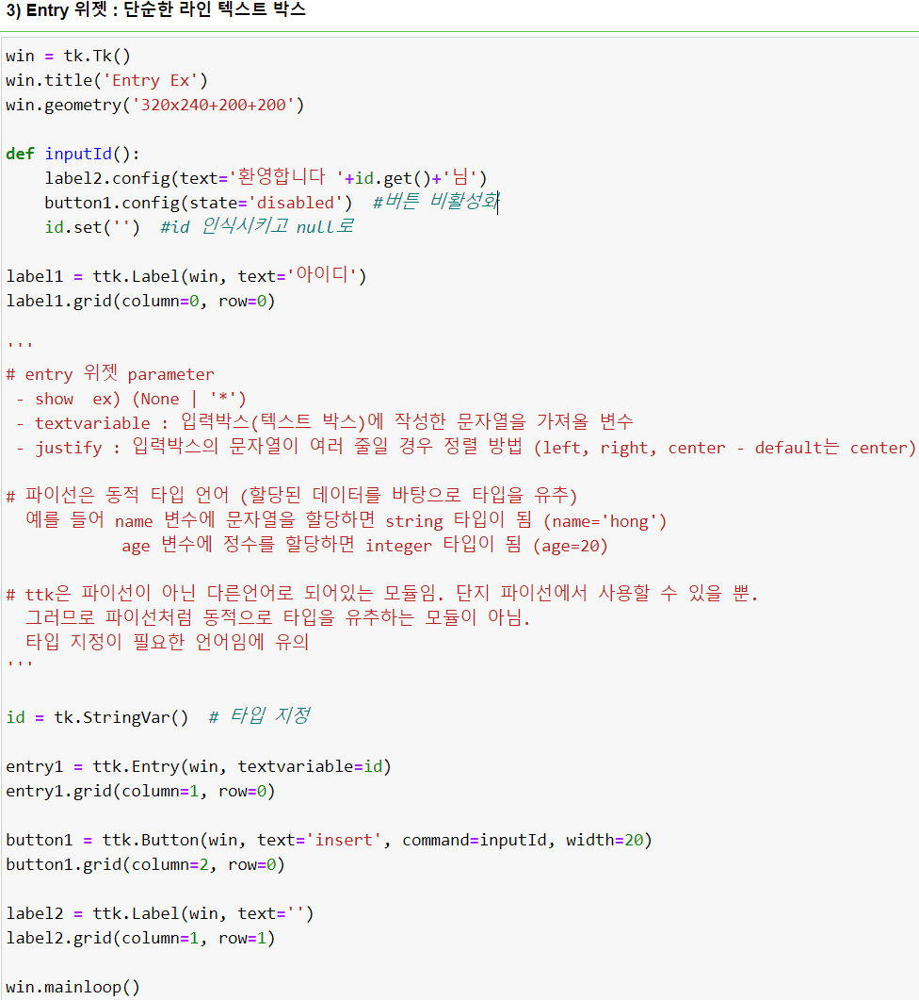 3) Entry 위젯 : 단순한 라인 텍스트 박스
win = tk.Tk()
win.title('Entry Ex')
win.geometry('320x240+200+200')

def inputId():
    label2.config(text='환영합니다 '+id.get()+'님')
    button1.config(state='disabled')  #버튼 비활성화
    id.set('')  #id 인식시키고 null로

label1 = ttk.Label(win, text='아이디')
label1.grid(column=0, row=0)

'''
# entry 위젯 parameter
 - show  ex) (None | '*')
 - textvariable : 입력박스(텍스트 박스)에 작성한 문자열을 가져올 변수
 - justify : 입력박스의 문자열이 여러 줄일 경우 정렬 방법 (left, right, center - default는 center)

# 파이선은 동적 타입 언어 (할당된 데이터를 바탕으로 타입을 유추)
  예를 들어 name 변수에 문자열을 할당하면 string 타입이 됨 (name='hong')
            age 변수에 정수를 할당하면 integer 타입이 됨 (age=20)

# ttk은 파이선이 아닌 다른언어로 되어있는 모듈임. 단지 파이선에서 사용할 수 있을 뿐.
  그러므로 파이선처럼 동적으로 타입을 유추하는 모듈이 아님.
  타입 지정이 필요한 언어임에 유의
'''

id = tk.StringVar()  # 타입 지정

entry1 = ttk.Entry(win, textvariable=id)
entry1.grid(column=1, row=0)

button1 = ttk.Button(win, text='insert', command=inputId, width=20)
button1.grid(column=2, row=0)

label2 = ttk.Label(win, text='')
label2.grid(column=1, row=1)

win.mainloop()